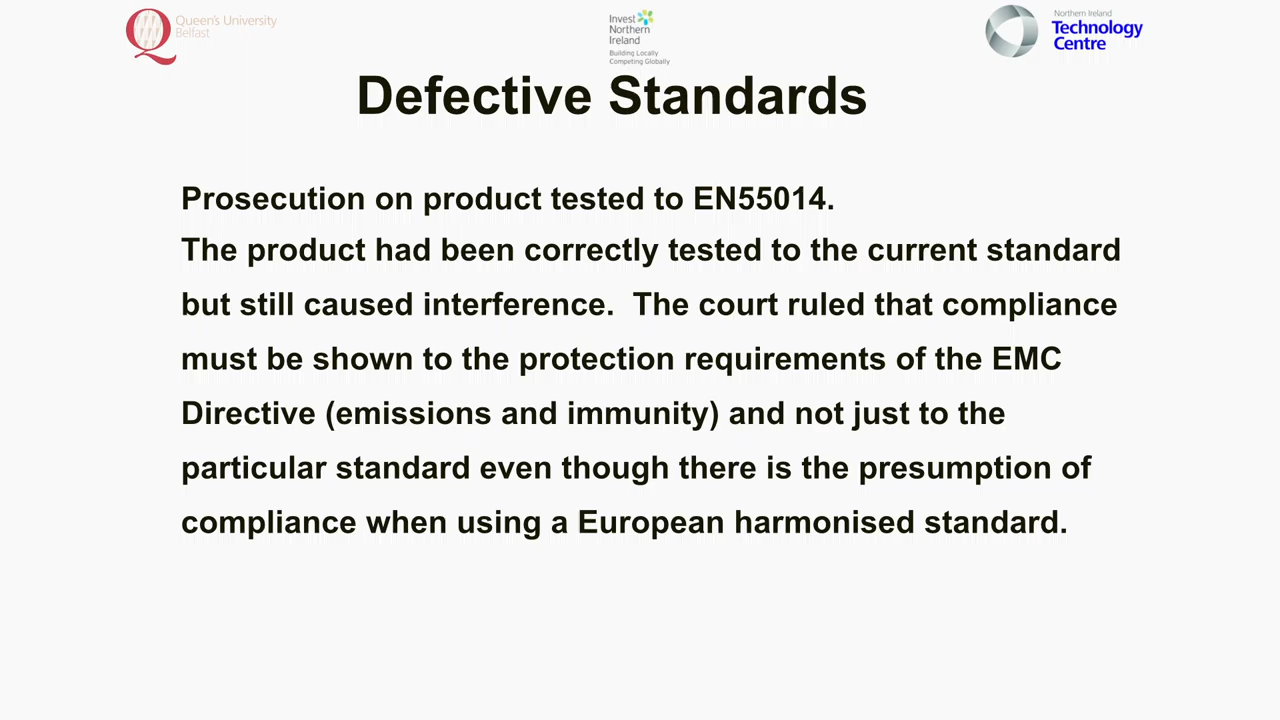 Queen's University
Belfast
Invest
Northern
Ireland
Building Locally
Competing Globally
Northern Ireland
Technology
Centre
Defective Standards
Prosecution on product tested to EN55014.
The product had been correctly tested to the current standard
but still caused interference.  The court ruled that compliance
must be shown to the protection requirements of the EMC
Directive (emissions and immunity) and not just to the
particular standard even though there is the presumption of
compliance when using a European harmonised standard.